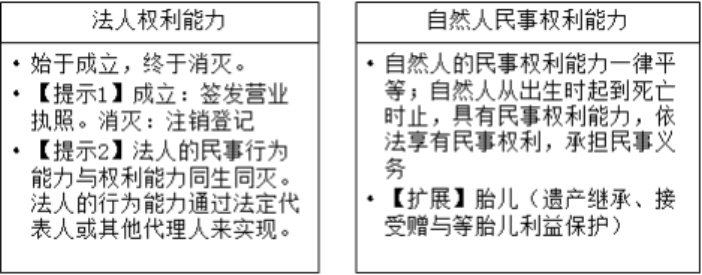 法人权利能力
• 始于成立，终于消灭。
• 【提示1】成立：签发营业
执照。消灭：注销登记
• 【提示2】法人的民事行为
能力与权利能力同生同灭。
法人的行为能力通过法定代
表人或其他代理人来实现。
自然人民事权利能力
• 自然人的民事权利能力一律平
等；自然人从出生时起到死亡
时止，具有民事权利能力，依
法享有民事权利，承担民事义
务
• 【扩展】胎儿（遗产继承、接
受赠与等胎儿利益保护）